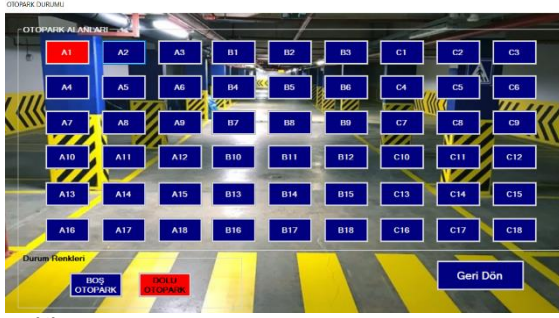 OTOPARK DURUMU
OTOPARK ALANLARI
A1 A2 A3 B1 B2 B3 C1 C2 C3
A4 A5 A6 B4 B5 B6 C4 C5 C6
A7 A8 A9 B7 B8 B9 C7 C8 C9
A10 A11 A12 B10 B11 B12 C10 C11 C12
A13 A14 A15 B13 B14 B15 C13 C14 C15
A16 A17 A18 B16 B17 B18 C16 C17 C18
Durum Renkleri
BOŞ OTOPARK
DOLU OTOPARK
Geri Dön